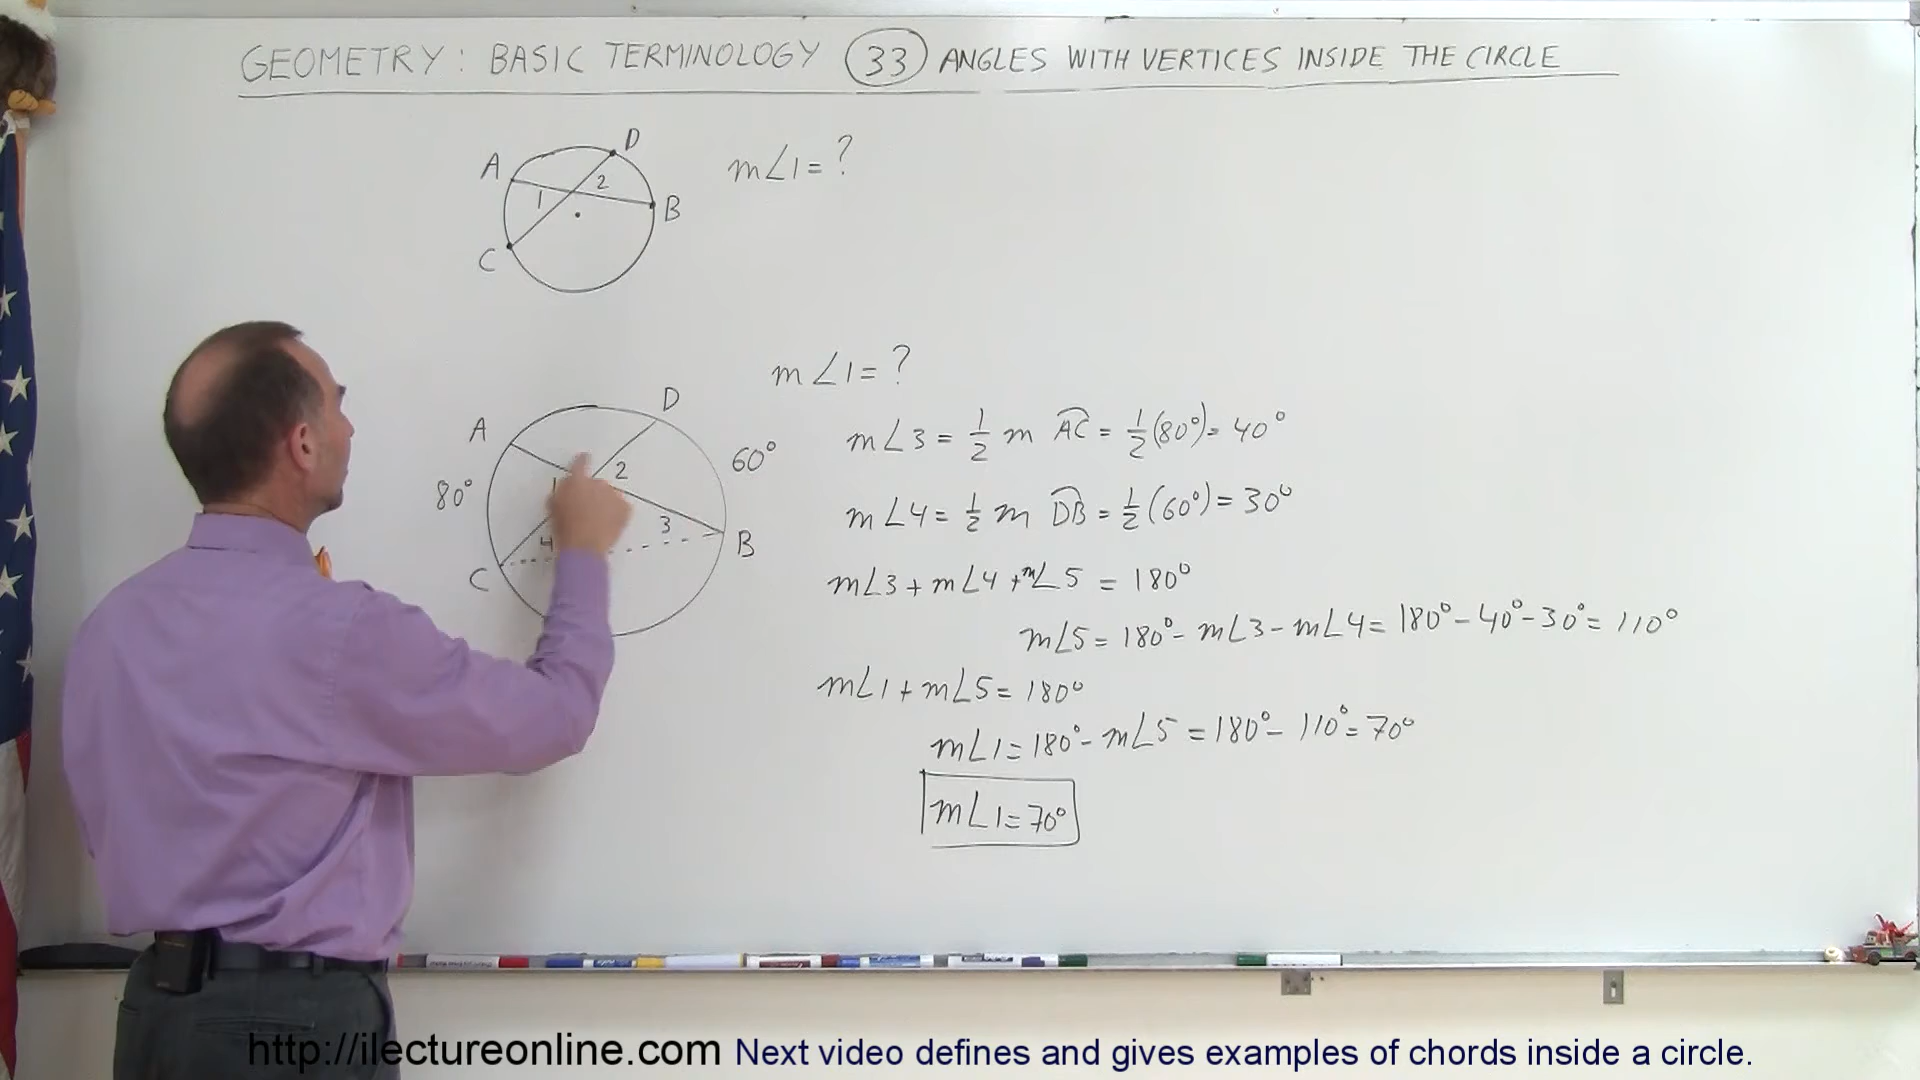 GEOMETRY: BASIC TERMINOLOGY 33 ANGLES WITH VERTICES INSIDE THE CIRCLE
D
A
m∠1 = ?
2
1
B
C
m∠1 = ?
D
A
m∠3 = 1/2 m A͡C = 1/2 (80°) = 40°
60°
2
80°
1
m∠4 = 1/2 m D͡B = 1/2 (60°) = 30°
3
4
B
C
m∠3 + m∠4 + m∠5 = 180°
m∠5 = 180° - m∠3 - m∠4 = 180° - 40° - 30° = 110°
m∠1 + m∠5 = 180°
m∠1 = 180° - m∠5 = 180° - 110° = 70°
m∠1 = 70°
http://ilectureonline.com Next video defines and gives examples of chords inside a circle.